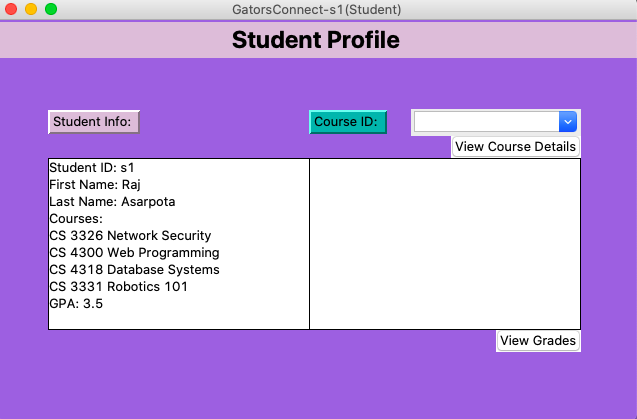 GatorsConnect-s1(Student)
Student Profile
Student Info:
Course ID:
View Course Details
Student ID: s1
First Name: Raj
Last Name: Asarpota
Courses:
CS 3326 Network Security
CS 4300 Web Programming
CS 4318 Database Systems
CS 3331 Robotics 101
GPA: 3.5
View Grades